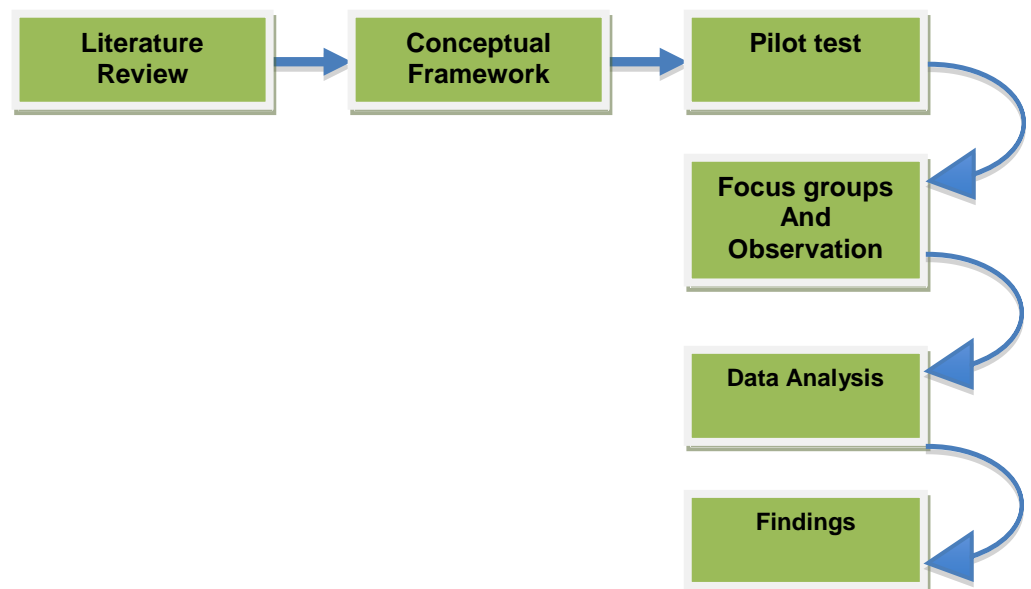 Literature
Review
Conceptual
Framework
Pilot test
Focus groups
And
Observation
Data Analysis
Findings